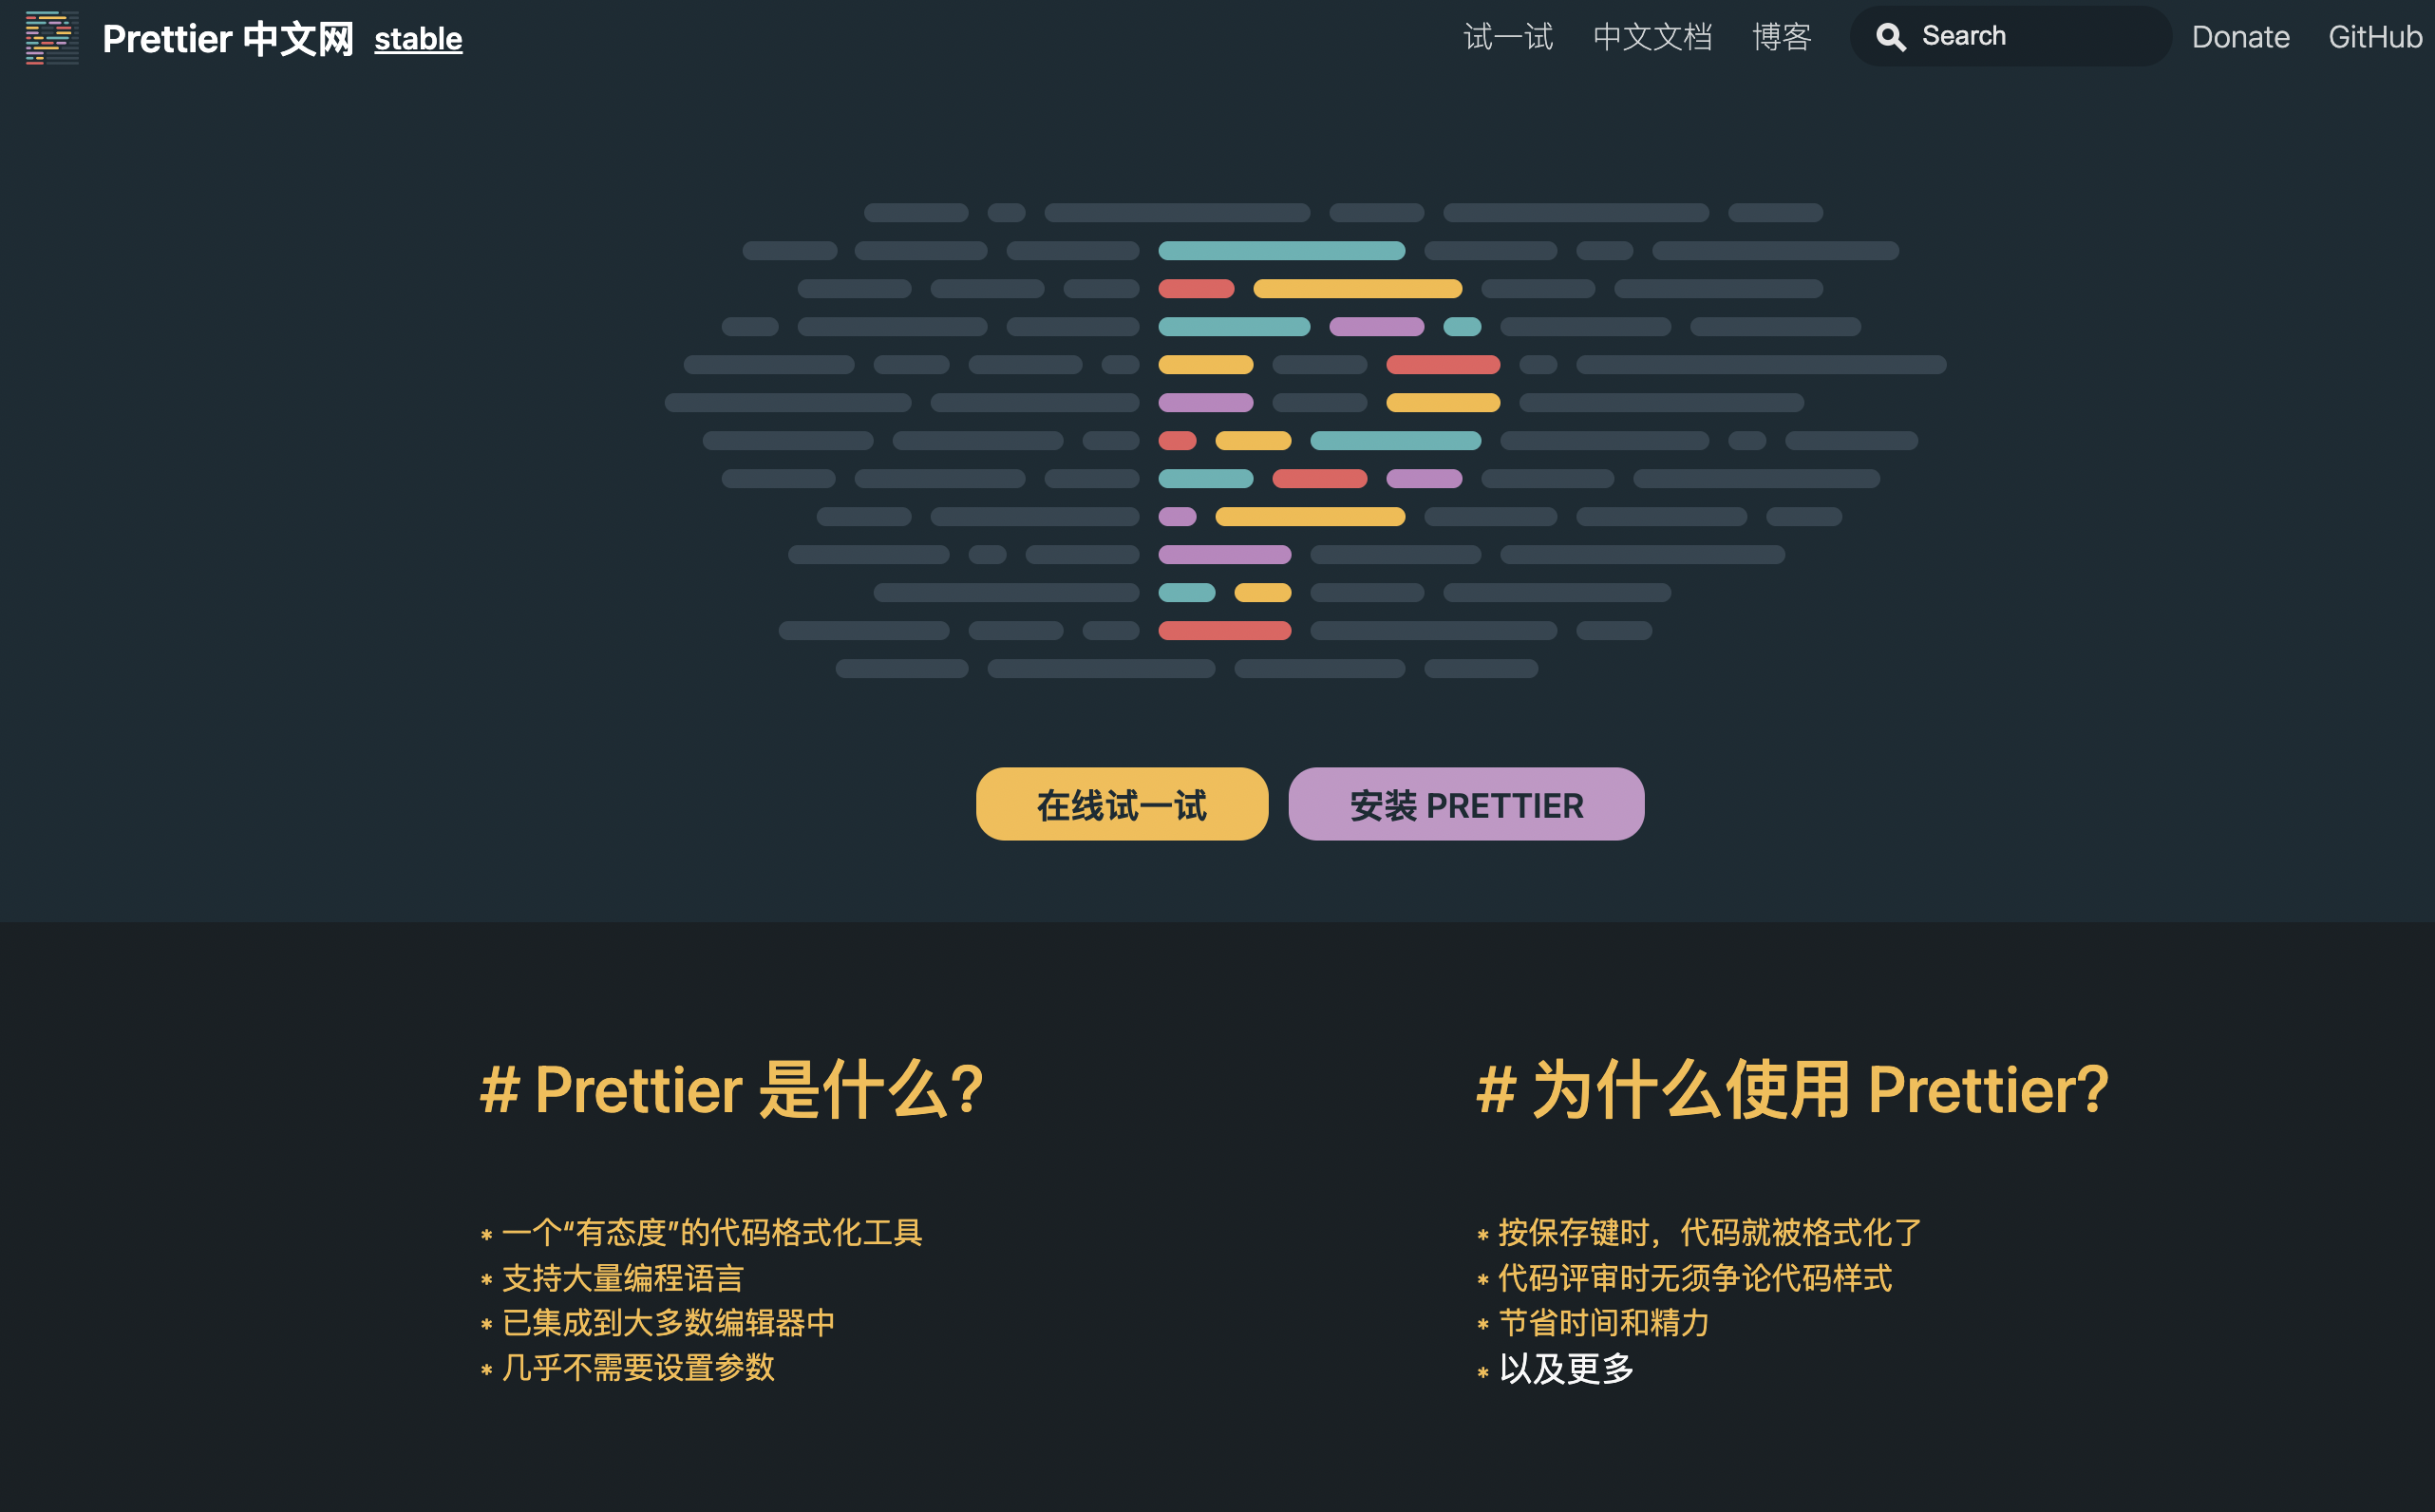 Prettier 中文网 stable 试一试 中文文档 博客 Search Donate GitHub
在线试一试 安装 PRETTIER
# Prettier 是什么?
* 一个“有态度”的代码格式化工具
* 支持大量编程语言
* 已集成到大多数编辑器中
* 几乎不需要设置参数
# 为什么使用 Prettier?
* 按保存键时，代码就被格式化了
* 代码评审时无须争论代码样式
* 节省时间和精力
* 以及更多